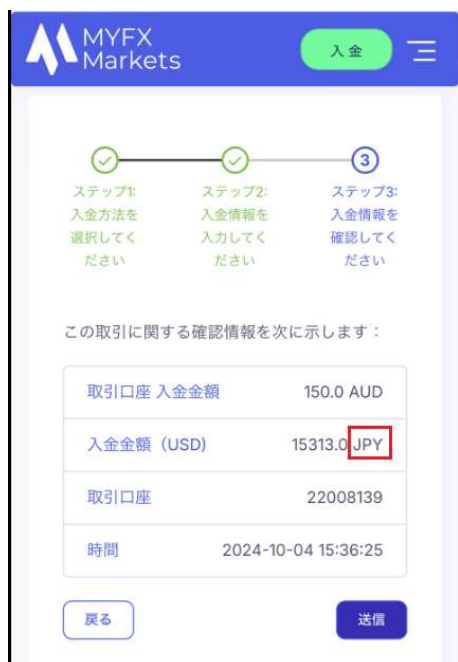 MYFX
Markets
入金
3
ステップ1:
入金方法を
選択してく
ださい
ステップ2:
入金情報を
入力してく
ださい
ステップ3:
入金情報を
確認してく
ださい
この取引に関する確認情報を次に示します：
取引口座 入金金額 150.0 AUD
入金金額（USD) 15313.0 JPY
取引口座 22008139
時間 2024-10-04 15:36:25
戻る 送信